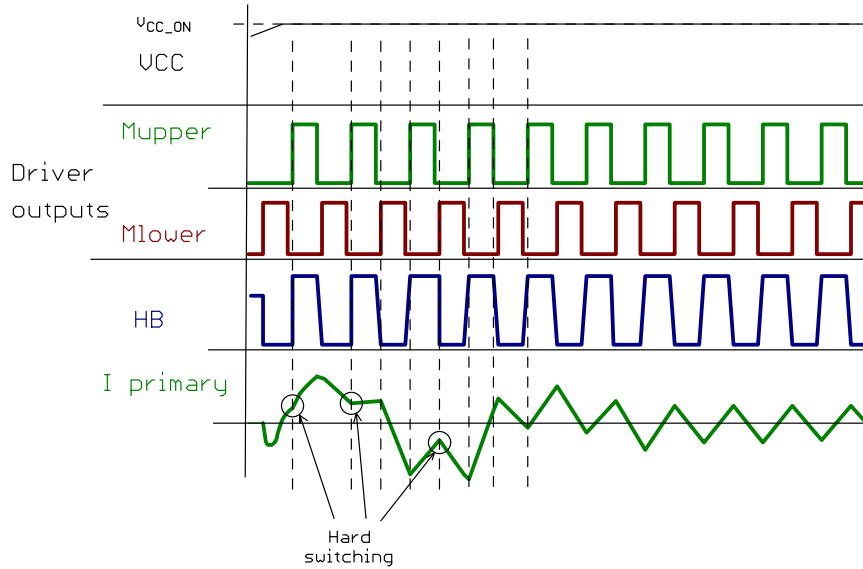 VCC_ON
VCC
Mupper
Driver
outputs
Mlower
HB
I primary
Hard
switching